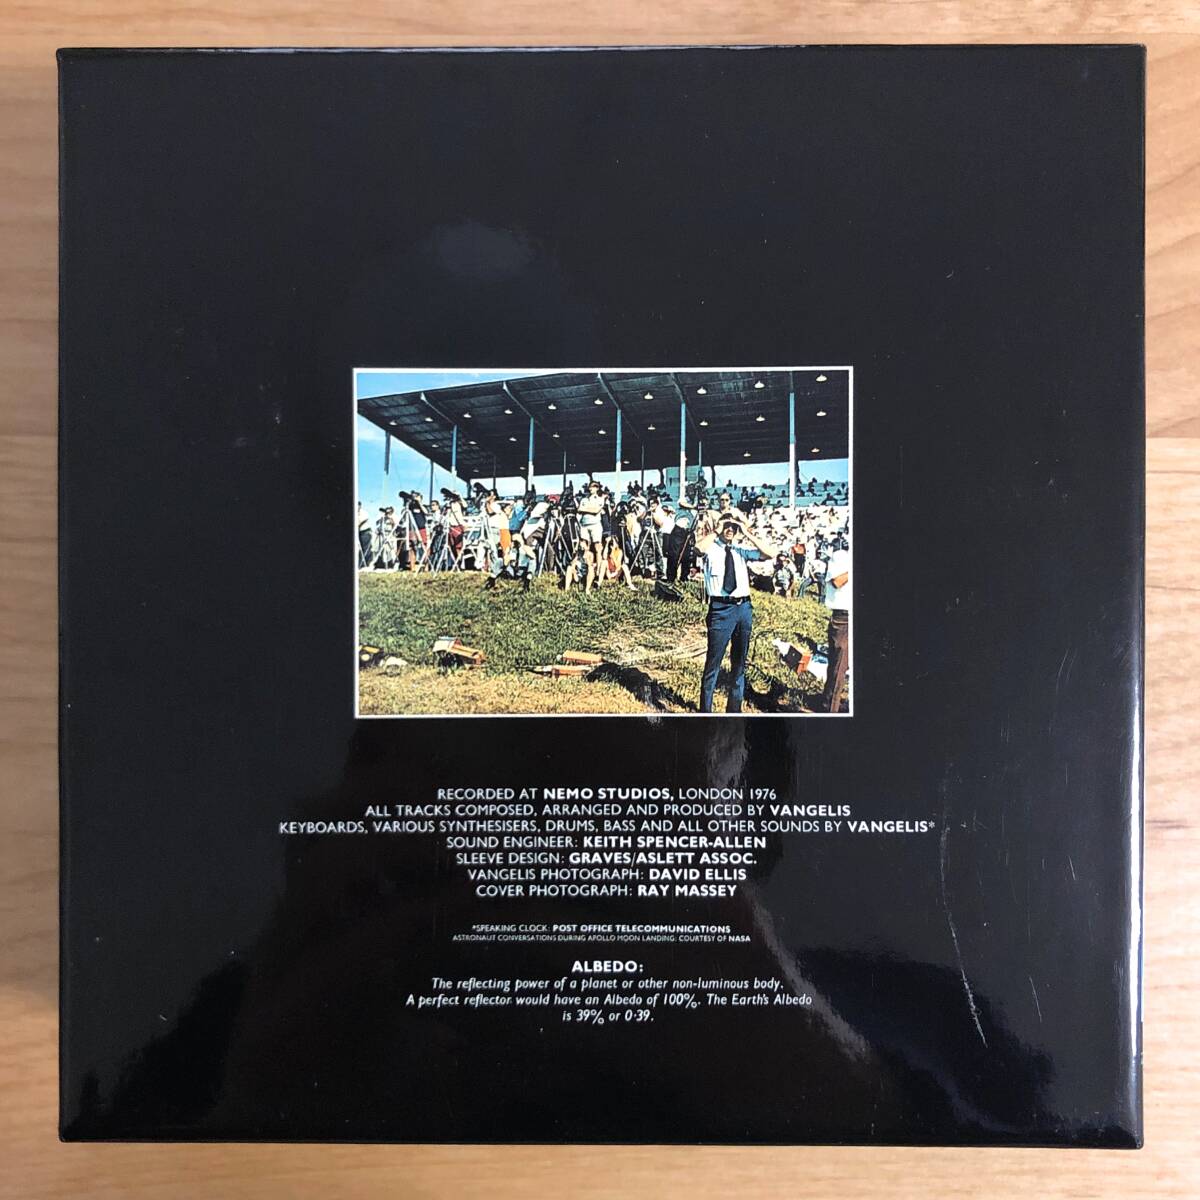 RECORDED AT NEMO STUDIOS, LONDON 1976
ALL TRACKS COMPOSED, ARRANGED AND PRODUCED BY VANGELIS
KEYBOARDS, VARIOUS SYNTHESISERS, DRUMS, BASS AND ALL OTHER SOUNDS BY VANGELIS*
SOUND ENGINEER: KEITH SPENCER-ALLEN
SLEEVE DESIGN: GRAVES/ASLETT ASSOC.
VANGELIS PHOTOGRAPH: DAVID ELLIS
COVER PHOTOGRAPH: RAY MASSEY
*SPEAKING CLOCK: POST OFFICE TELECOMMUNICATIONS
ASTRONAUT CONVERSATIONS DURING APOLLO MOON LANDING: COURTESY OF NASA
ALBEDO:
The reflecting power of a planet or other non-luminous body.
A perfect reflector would have an Albedo of 100%. The Earth's Albedo
is 39% or 0·39.